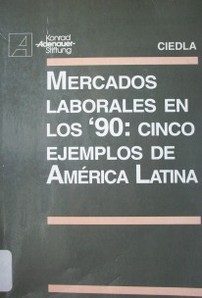 Konrad
Adenauer
Stiftung
CIEDLA
MERCADOS
LABORALES EN
LOS ‘90: CINCO
EJEMPLOS DE
AMÉRICA LATINA